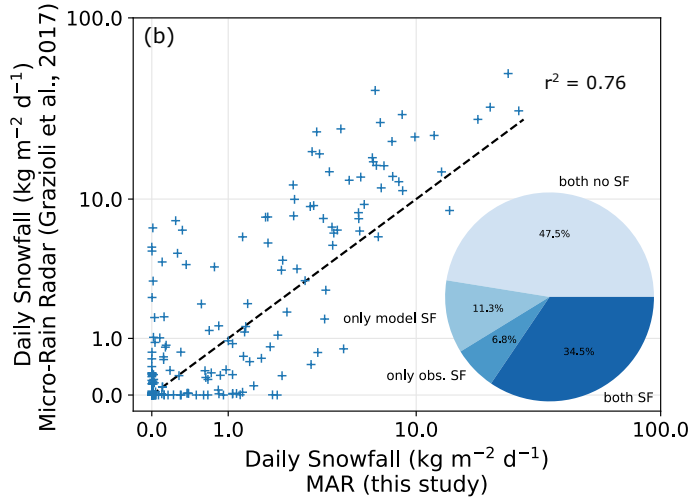 100.0
(b)
r² = 0.76
Daily Snowfall (kg m⁻² d⁻¹)
Micro-Rain Radar (Grazioli et al., 2017)
10.0
both no SF
47.5%
11.3%
only model SF
1.0
6.8%
34.5%
only obs. SF
both SF
0.0
0.0
1.0
10.0
100.0
Daily Snowfall (kg m⁻² d⁻¹)
MAR (this study)